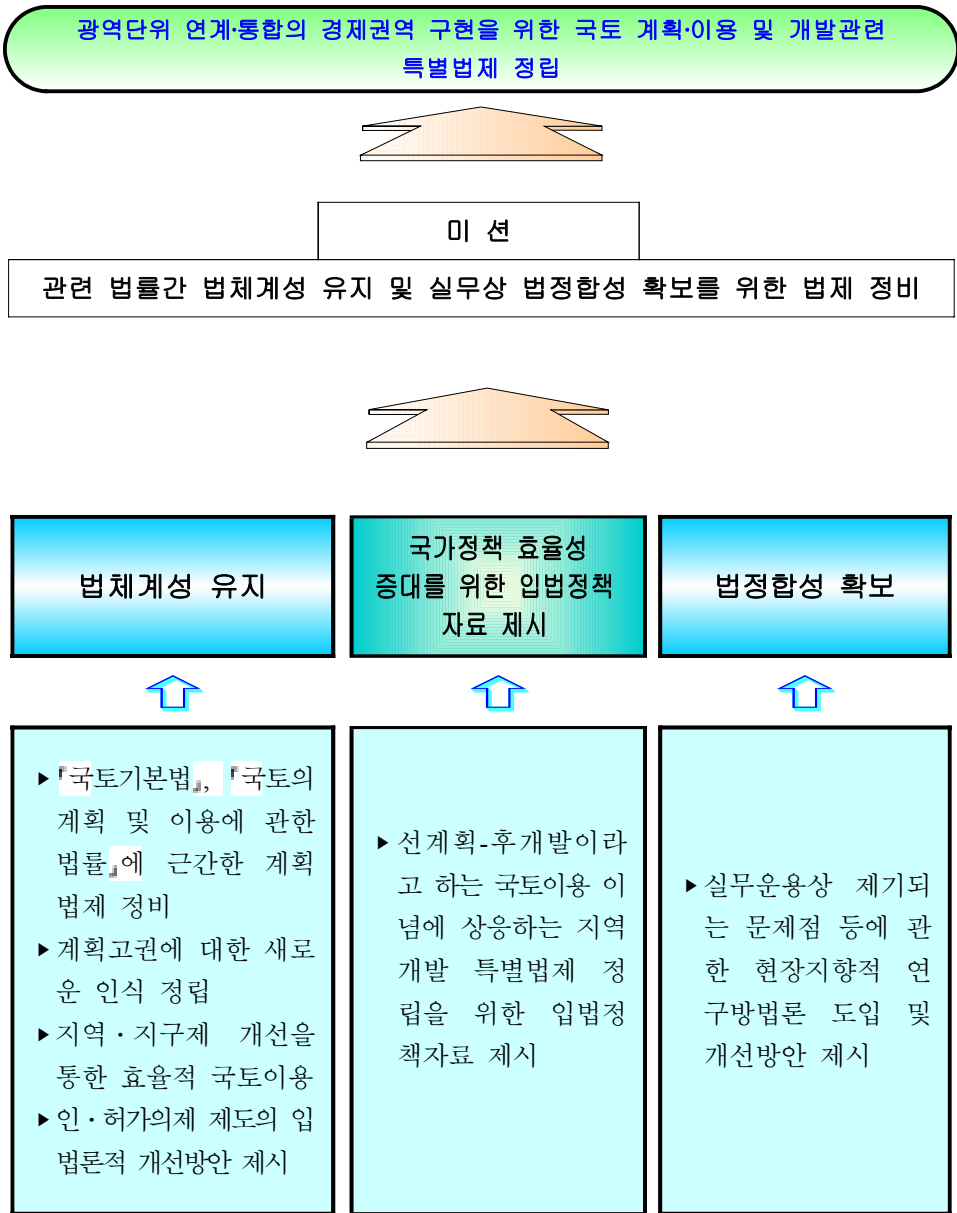 광역단위 연계·통합의 경제권역 구현을 위한 국토 계획·이용 및 개발관련
특별법제 정립
미 션
관련 법률간 법체계성 유지 및 실무상 법정합성 확보를 위한 법제 정비
법체계성 유지
국가정책 효율성
증대를 위한 입법정책
자료 제시
법정합성 확보
▶『국토기본법』, 『국토의
계획 및 이용에 관한
법률』에 근간한 계획
법제 정비
▶계획고권에 대한 새로
운 인식 정립
▶지역·지구제 개선을
통한 효율적 국토이용
▶인·허가의제 제도의 입
법론적 개선방안 제시
▶선계획-후개발이라
고 하는 국토이용 이
념에 상응하는 지역
개발 특별법제 정
립을 위한 입법정
책자료 제시
▶실무운용상 제기되
는 문제점 등에 관
한 현장지향적 연
구방법론 도입 및
개선방안 제시